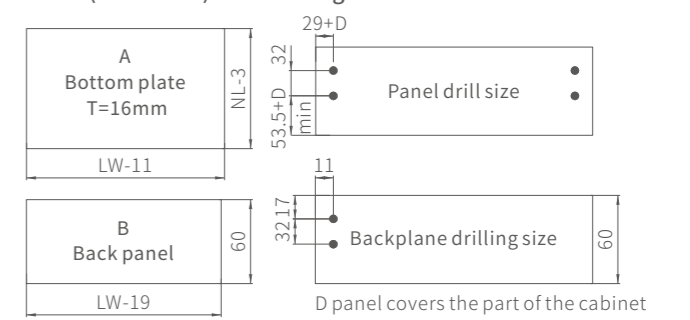 29+D
A
Bottom plate
T=16mm
NL-3
LW-11
32
53.5+D
min
Panel drill size
B
Back panel
60
LW-19
11
17
32
Backplane drilling size
60
D panel covers the part of the cabinet